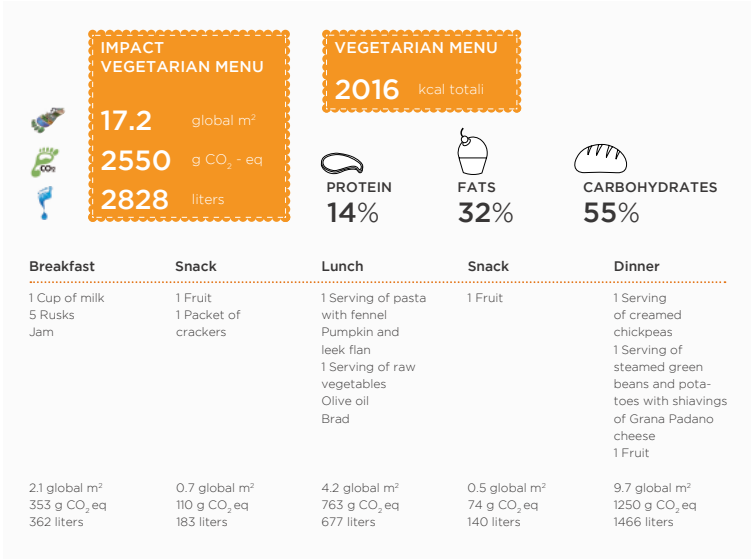 IMPACT
VEGETARIAN MENU
17.2 global m²
2550 g CO₂ - eq
2828 liters
CO₂
VEGETARIAN MENU
2016 kcal totali
PROTEIN
14%
FATS
32%
CARBOHYDRATES
55%
Breakfast
1 Cup of milk
5 Rusks
Jam
2.1 global m²
353 g CO₂ eq
362 liters
Snack
1 Fruit
1 Packet of
crackers
0.7 global m²
110 g CO₂ eq
183 liters
Lunch
1 Serving of pasta
with fennel
Pumpkin and
leek flan
1 Serving of raw
vegetables
Olive oil
Brad
4.2 global m²
763 g CO₂ eq
677 liters
Snack
1 Fruit
0.5 global m²
74 g CO₂ eq
140 liters
Dinner
1 Serving
of creamed
chickpeas
1 Serving of
steamed green
beans and pota-
toes with shiavings
of Grana Padano
cheese
1 Fruit
9.7 global m²
1250 g CO₂ eq
1466 liters